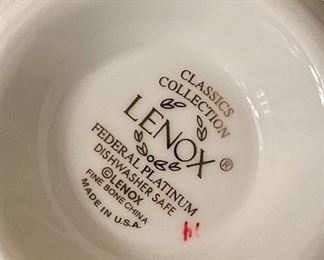 CLASSICS
COLLECTION
LENOX®
FEDERAL PLATINUM
DISHWASHER SAFE
©LENOX
FINE BONE CHINA
MADE IN U.S.A.